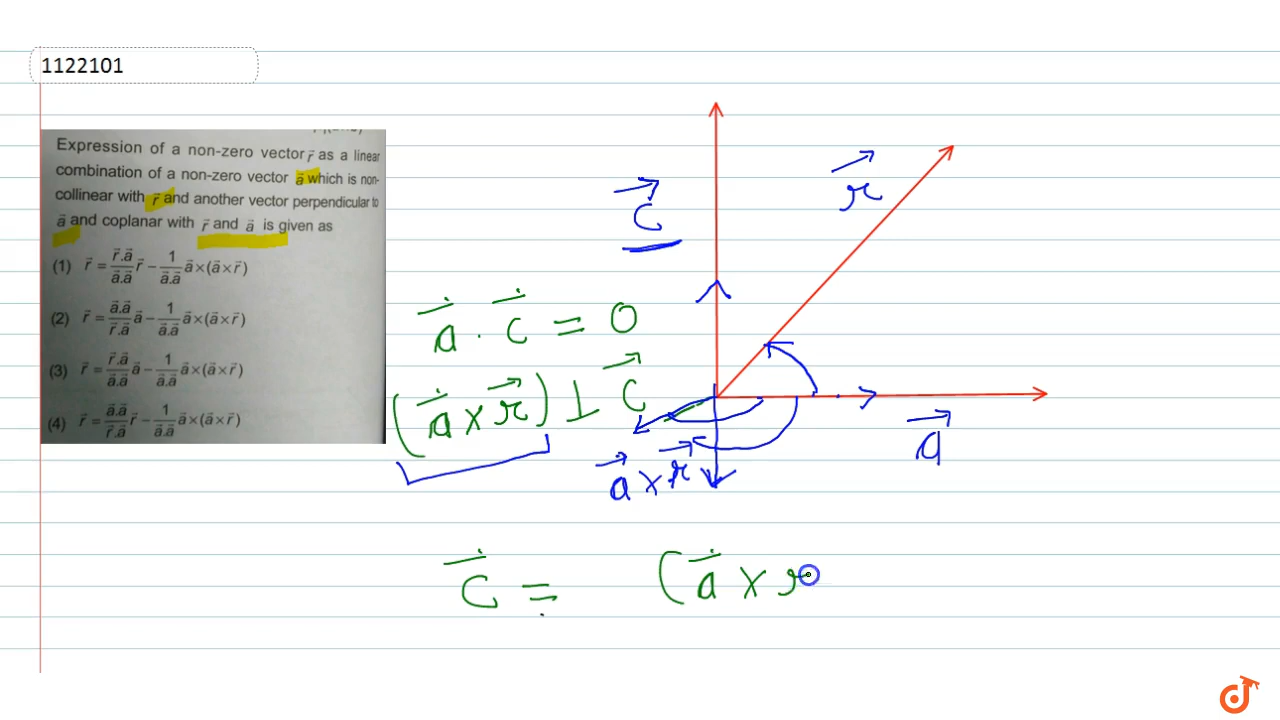 1122101
Expression of a non-zero vector r⃗ as a linear
combination of a non-zero vector a⃗ which is non-
collinear with r⃗ and another vector perpendicular to
a⃗ and coplanar with r⃗ and a⃗ is given as
(1) r⃗ = (r⃗.a⃗)/(a⃗.a⃗) r⃗ − 1/(a⃗.a⃗) a⃗×(a⃗×r⃗)
(2) r⃗ = (a⃗.a⃗)/(r⃗.a⃗) a⃗ − 1/(a⃗.a⃗) a⃗×(a⃗×r⃗)
(3) r⃗ = (r⃗.a⃗)/(a⃗.a⃗) a⃗ − 1/(a⃗.a⃗) a⃗×(a⃗×r⃗)
(4) r⃗ = (a⃗.a⃗)/(r⃗.a⃗) r⃗ − 1/(a⃗.a⃗) a⃗×(a⃗×r⃗)
c⃗
r⃗
a⃗ . c⃗ = 0
(a⃗ × r⃗) ⊥ c⃗
a⃗
a⃗ × r⃗
c⃗ = (a⃗ × r